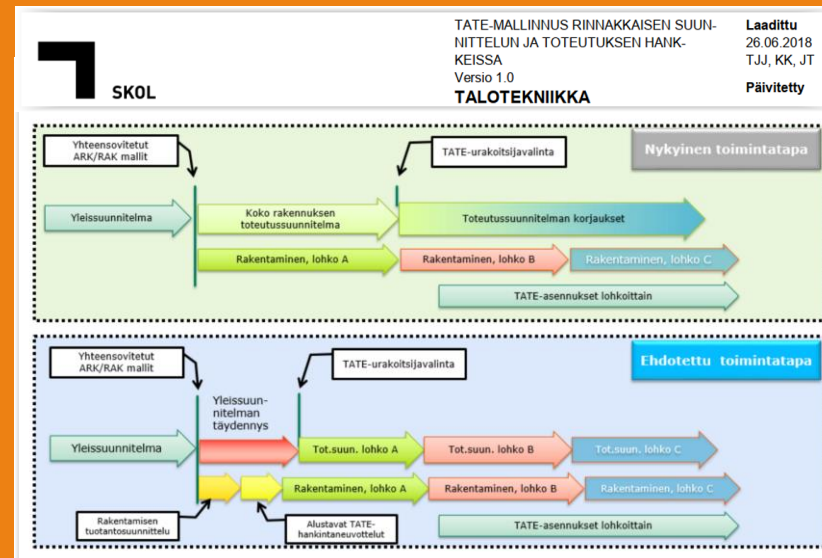 SKOL
TATE-MALLINNUS RINNAKKAISEN SUUN-
NITTELUN JA TOTEUTUKSEN HANK-
KEISSA
Versio 1.0
TALOTEKNIIKKA
Laadittu
26.06.2018
TJJ, KK, JT
Päivitetty
Yhteensovitetut
ARK/RAK mallit
TATE-urakoitsijavalinta
Nykyinen toimintatapa
Yleissuunnitelma
Koko rakennuksen
toteutussuunnitelma
Toteutussuunnitelman korjaukset
Rakentaminen, lohko A
Rakentaminen, lohko B
Rakentaminen, lohko C
TATE-asennukset lohkoittain
Yhteensovitetut
ARK/RAK mallit
TATE-urakoitsijavalinta
Ehdotettu toimintatapa
Yleissuun-
nitelman
täydennys
Yleissuunnitelma
Tot.suun. lohko A
Tot.suun. lohko B
Tot.suun. lohko C
Rakentaminen, lohko A
Rakentaminen, lohko B
Rakentaminen, lohko C
Rakentamisen
tuotantosuunnittelu
Alustavat TATE-
hankintaneuvottelut
TATE-asennukset lohkoittain